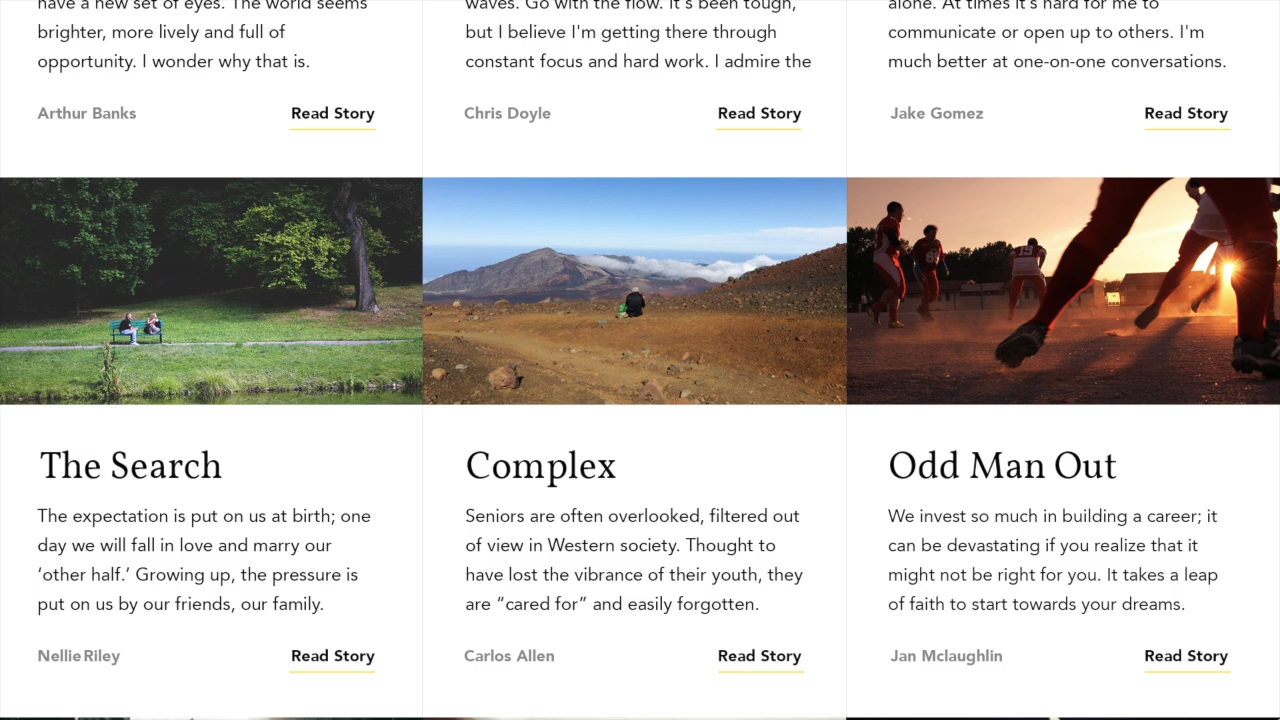 have a new set of eyes. The world seems
brighter, more lively and full of
opportunity. I wonder why that is.
Arthur Banks
Read Story
waves. Go with the flow. It's been tough,
but I believe I'm getting there through
constant focus and hard work. I admire the
Chris Doyle
Read Story
alone. At times it's hard for me to
communicate or open up to others. I'm
much better at one-on-one conversations.
Jake Gomez
Read Story
The Search
The expectation is put on us at birth; one
day we will fall in love and marry our
‘other half.’ Growing up, the pressure is
put on us by our friends, our family.
Nellie Riley
Read Story
Complex
Seniors are often overlooked, filtered out
of view in Western society. Thought to
have lost the vibrance of their youth, they
are “cared for” and easily forgotten.
Carlos Allen
Read Story
Odd Man Out
We invest so much in building a career; it
can be devastating if you realize that it
might not be right for you. It takes a leap
of faith to start towards your dreams.
Jan Mclaughlin
Read Story